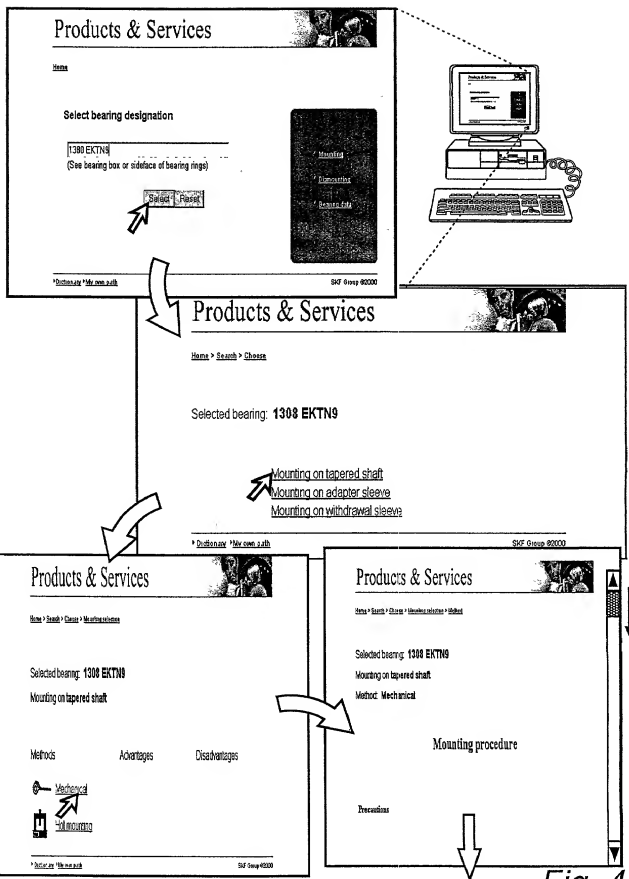 Products & Services
Home
Select bearing designation
1380 EKTN9
(See bearing box or sideface of bearing rings)
Select Reset
Mounting
Dismounting
Bearing data
Dictionary My own path
SKF Group ©2000
Products & Services
Products & Services
Home > Search > Choose
Selected bearing: 1308 EKTN9
Mounting on tapered shaft
Mounting on adapter sleeve
Mounting on withdrawal sleeve
Dictionary My own path
SKF Group ©2000
Products & Services
Home > Search > Choose > Mounting selection
Selected bearing: 1308 EKTN9
Mounting on tapered shaft
Methods Advantages Disadvantages
Mechanical
Dictionary My own path
SKF Group ©2000
Products & Services
Home > Search > Choose > Mounting selection > Method
Selected bearing: 1308 EKTN9
Mounting on tapered shaft
Method: Mechanical
Mounting procedure
Precautions